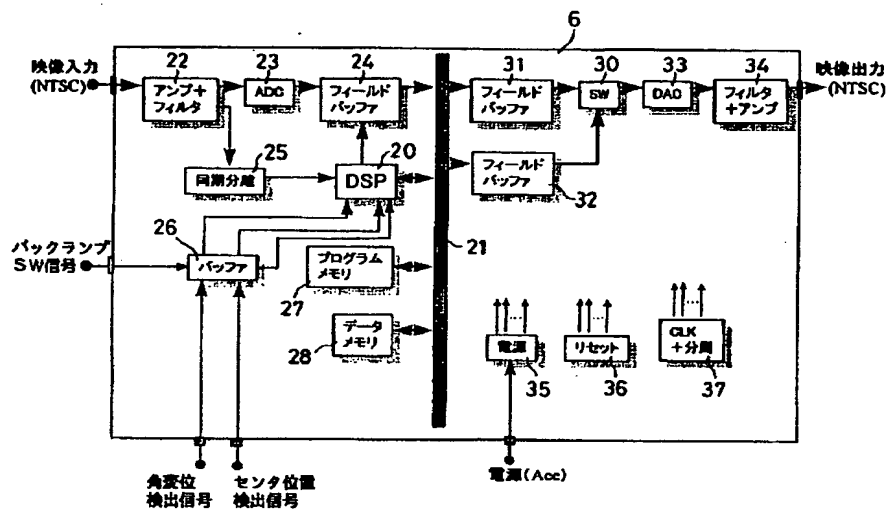 6
映像入力
(NTSC)
22
アンプ+
フィルタ
23
ADC
24
フィールド
バッファ
31
フィールド
バッファ
30
SW
33
DAC
34
フィルタ
+アンプ
映像出力
(NTSC)
25
同期分離
20
DSP
フィールド
バッファ
32
バックランプ
SW信号
26
バッファ
プログラム
メモリ
27
21
データ
メモリ
28
電源
35
リセット
36
CLK
+分周
37
角変位
検出信号
センタ位置
検出信号
電源(Acc)